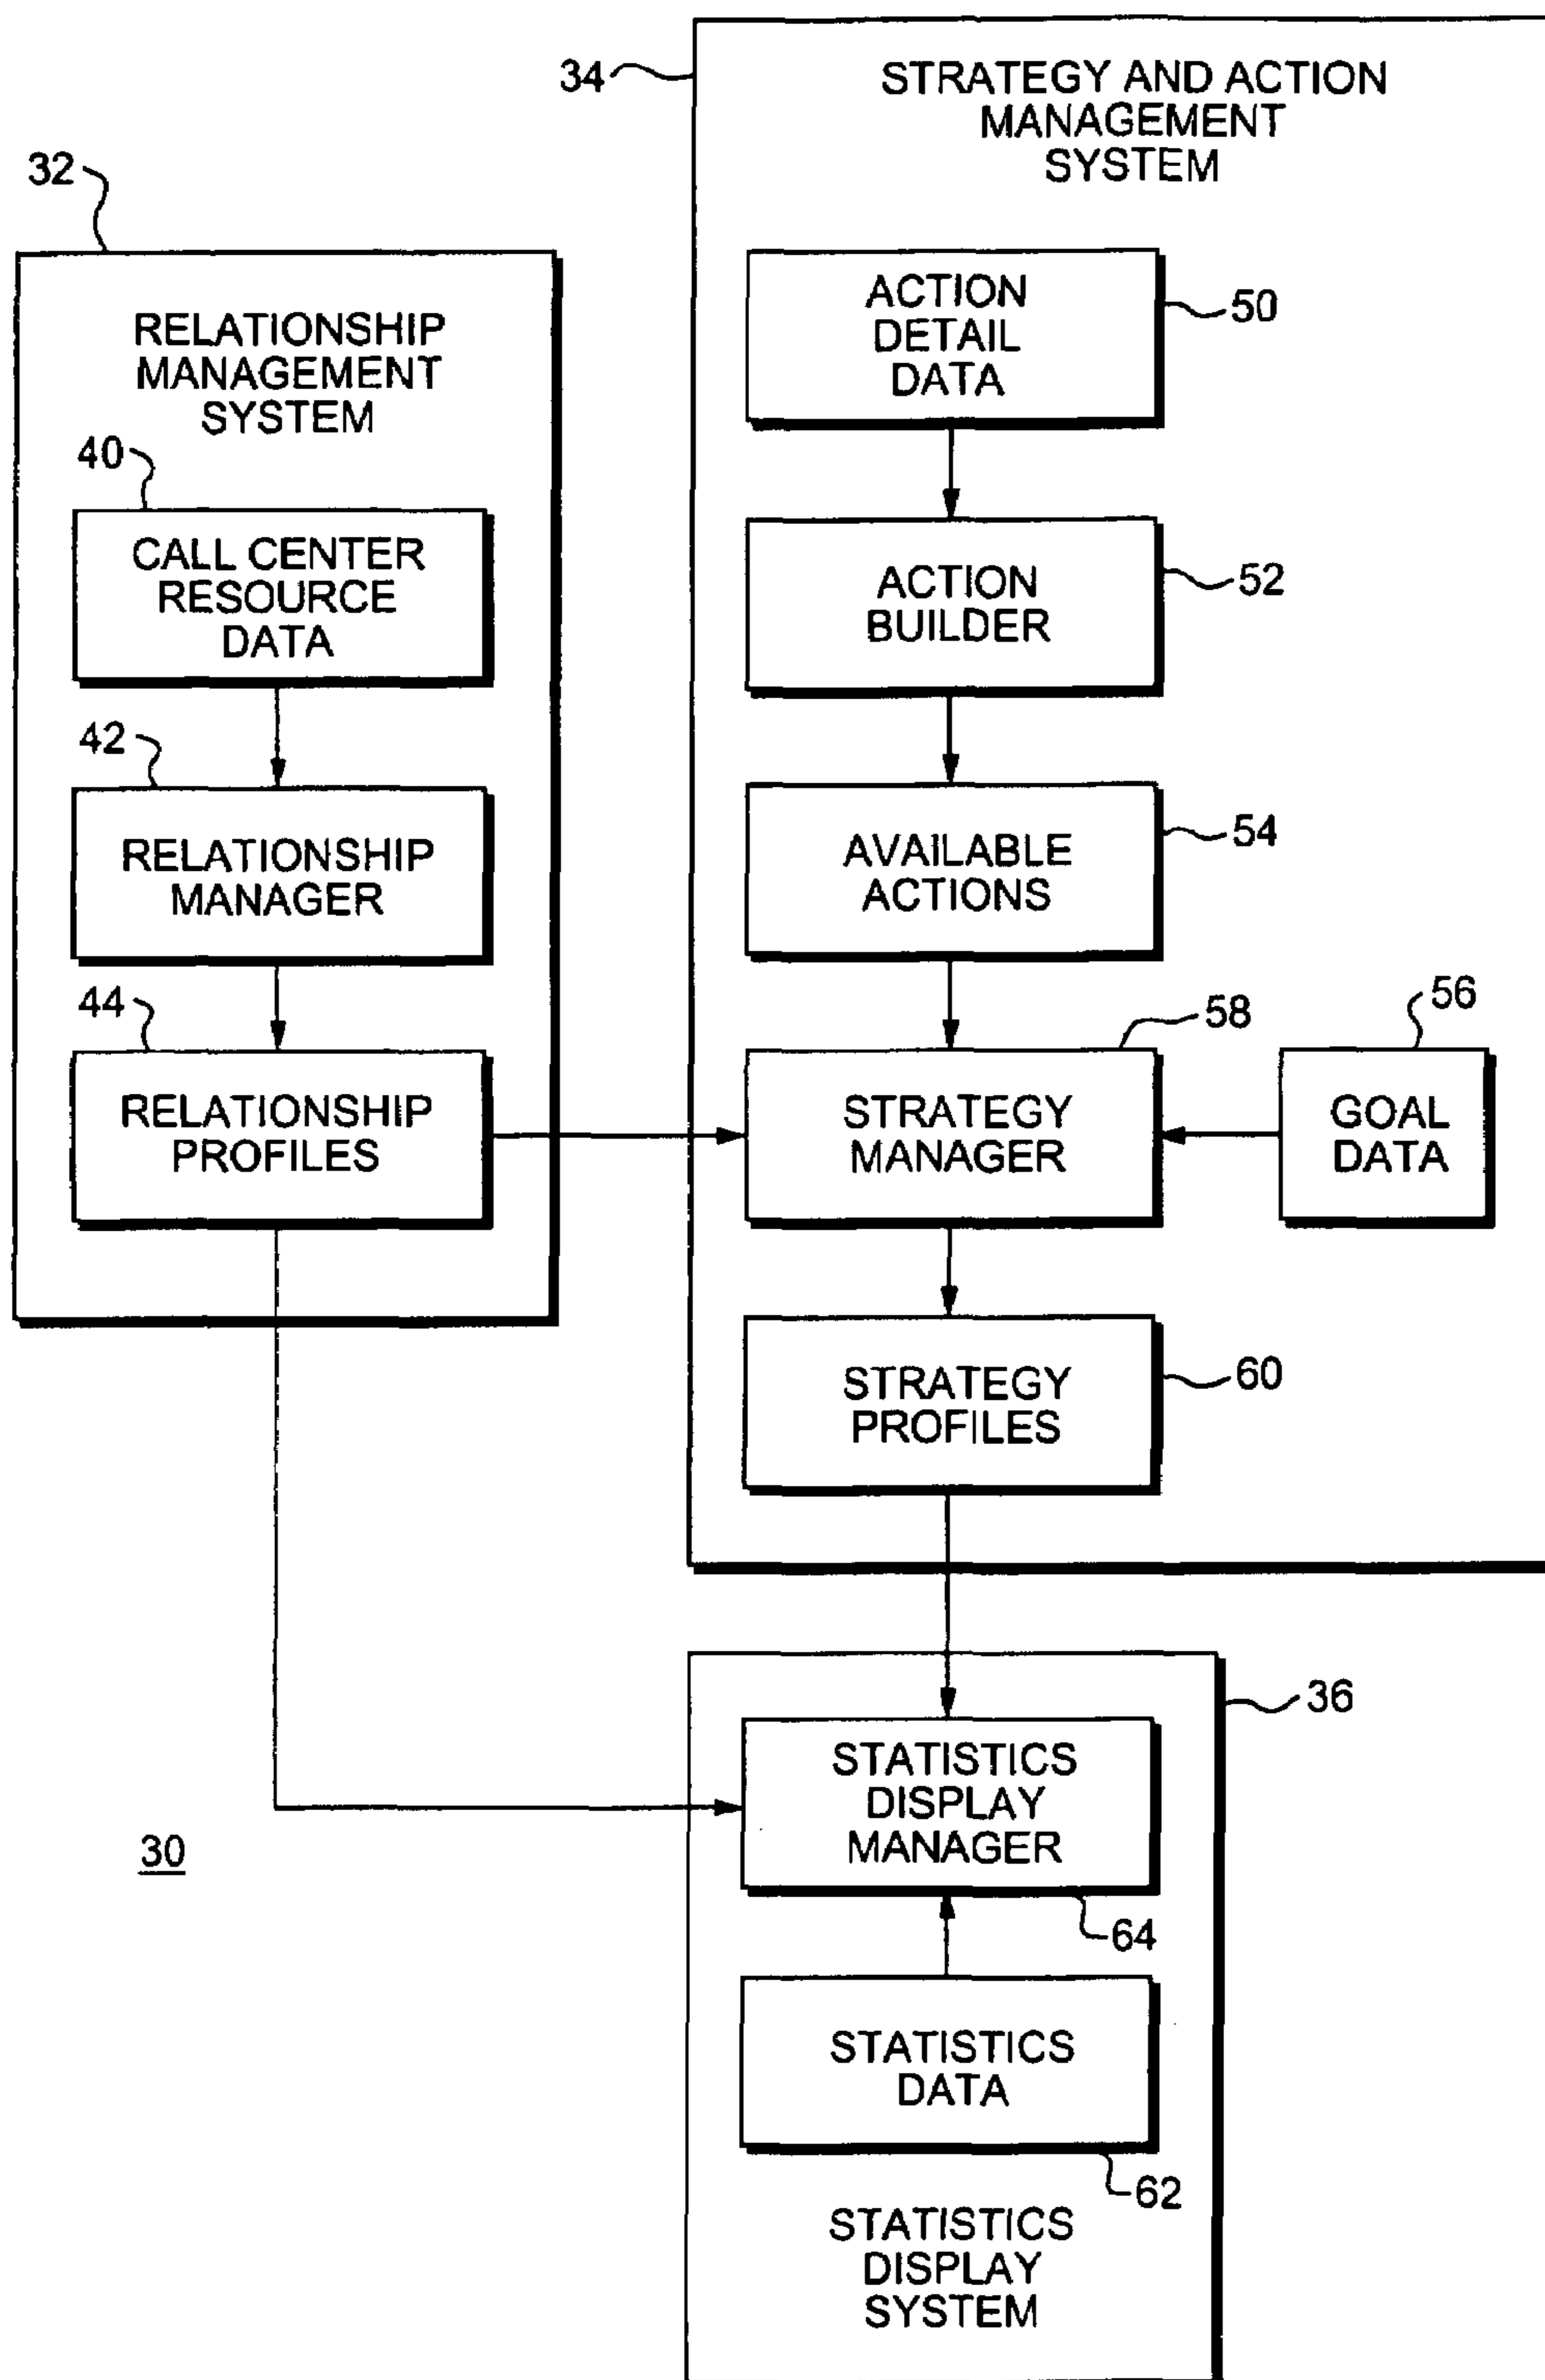 34
STRATEGY AND ACTION
MANAGEMENT
SYSTEM
32
RELATIONSHIP
MANAGEMENT
SYSTEM
40
CALL CENTER
RESOURCE
DATA
42
RELATIONSHIP
MANAGER
44
RELATIONSHIP
PROFILES
ACTION
DETAIL
DATA
50
ACTION
BUILDER
52
AVAILABLE
ACTIONS
54
STRATEGY
MANAGER
58
56
GOAL
DATA
STRATEGY
PROFILES
60
36
STATISTICS
DISPLAY
MANAGER
64
STATISTICS
DATA
62
STATISTICS
DISPLAY
SYSTEM
30